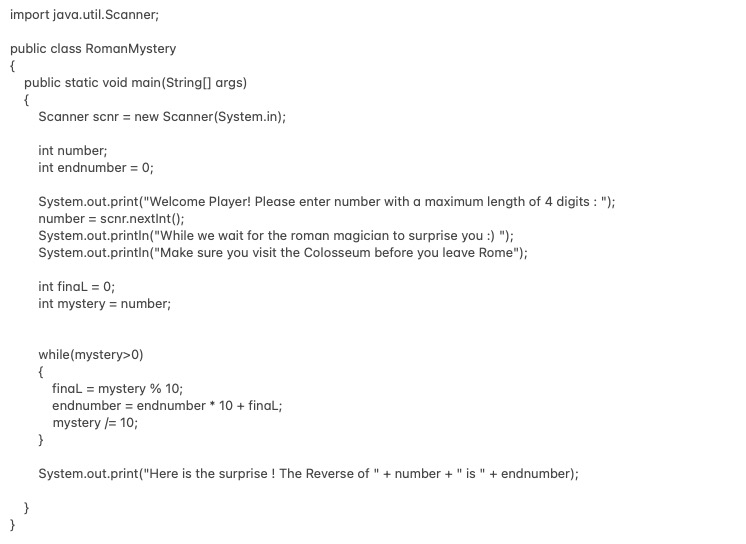 import java.util.Scanner;
public class RomanMystery
{
public static void main(String[] args)
{
Scanner scnr = new Scanner(System.in);
int number;
int endnumber = 0;
System.out.print("Welcome Player! Please enter number with a maximum length of 4 digits : ");
number = scnr.nextInt();
System.out.println("While we wait for the roman magician to surprise you :) ");
System.out.println("Make sure you visit the Colosseum before you leave Rome");
int finaL = 0;
int mystery = number;
while(mystery>0)
{
finaL = mystery % 10;
endnumber = endnumber * 10 + finaL;
mystery /= 10;
}
System.out.print("Here is the surprise ! The Reverse of " + number + " is " + endnumber);
}
}